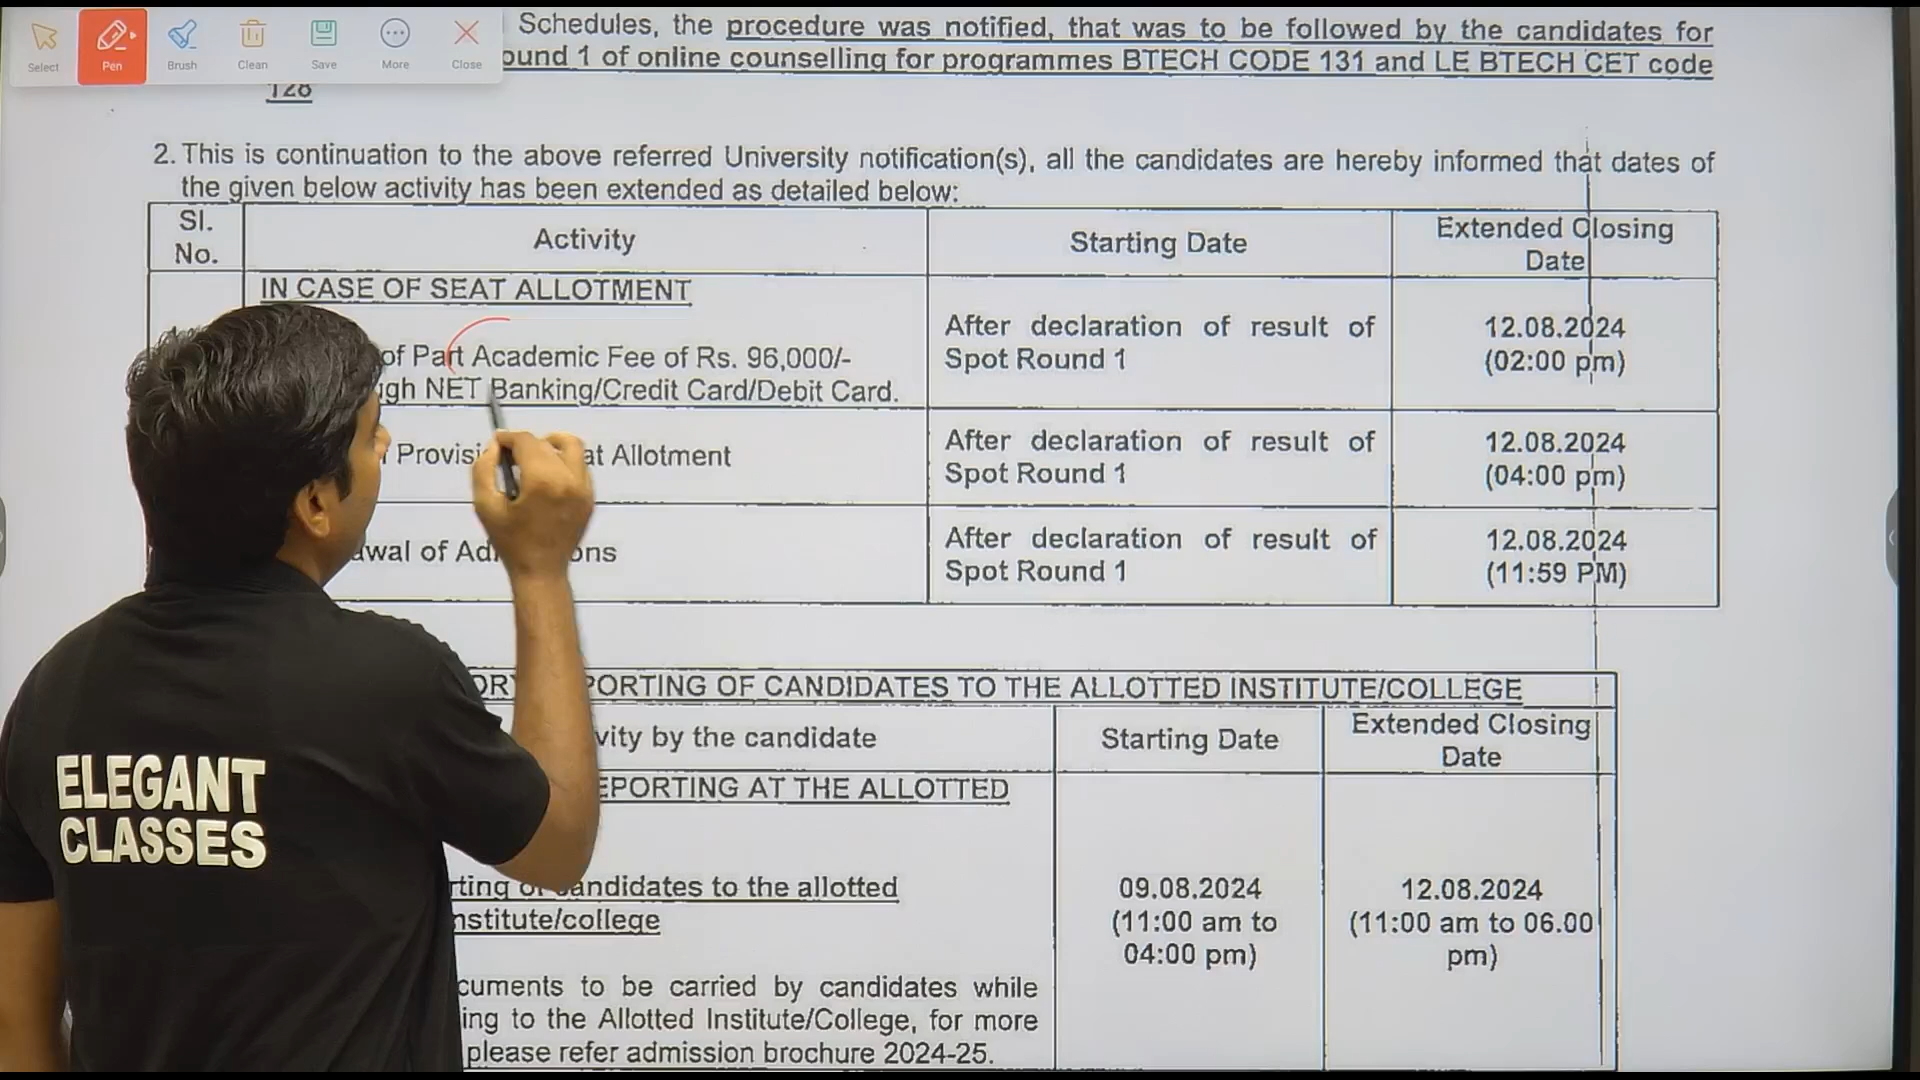 Schedules, the procedure was notified, that was to be followed by the candidates for
Select Pen Brush Clean Save More Close
ound 1 of online counselling for programmes BTECH CODE 131 and LE BTECH CET code
128
2. This is continuation to the above referred University notification(s), all the candidates are hereby informed that dates of
the given below activity has been extended as detailed below:
Sl.
No.
Activity
Starting Date
Extended Closing
Date
IN CASE OF SEAT ALLOTMENT
of Part Academic Fee of Rs. 96,000/-
ugh NET Banking/Credit Card/Debit Card.
After declaration of result of
Spot Round 1
12.08.2024
(02:00 pm)
at Allotment
After declaration of result of
Spot Round 1
12.08.2024
(04:00 pm)
awal of Ad ons
After declaration of result of
Spot Round 1
12.08.2024
(11:59 PM)
ORTING OF CANDIDATES TO THE ALLOTTED INSTITUTE/COLLEGE
vity by the candidate
Starting Date
Extended Closing
Date
EPORTING AT THE ALLOTTED
rting of candidates to the allotted
nstitute/college
09.08.2024
(11:00 am to
04:00 pm)
12.08.2024
(11:00 am to 06.00
pm)
cuments to be carried by candidates while
ing to the Allotted Institute/College, for more
please refer admission brochure 2024-25.
ELEGANT
CLASSES